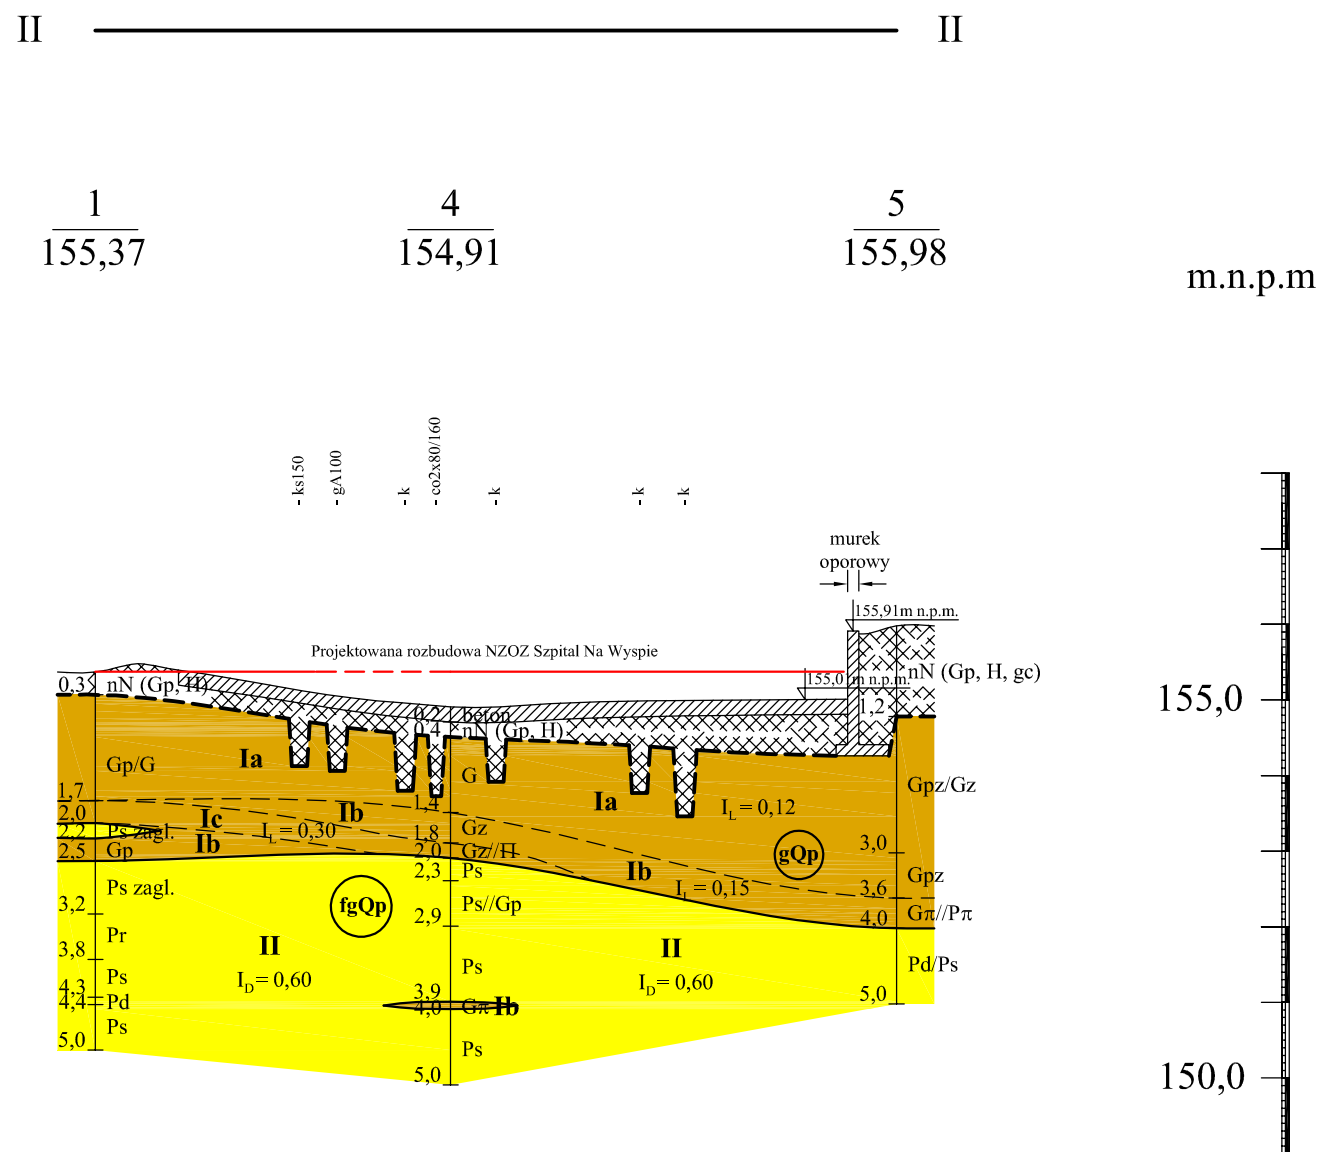 II II
1 4 5
155,37 154,91 155,98
m.n.p.m
- ks150
- gA100
- k
- co2x80/160
- k
- k
- k
murek
oporowy
155,91m n.p.m.
Projektowana rozbudowa NZOZ Szpital Na Wyspie
155,0 m n.p.m.
nN (Gp, H, gc)
155,0
0,3 nN (Gp, H)
0,2 beton
0,4 nN (Gp, H)
1,2
Ia
Gp/G
G
Gpz/Gz
1,7
Ib
1,4
Ia
IL= 0,12
2,0
Ic
IL= 0,30
1,8
Gz
2,2 Ps zagl.
Ib
3,0
2,5 Gp
2,0 Gz//Π
gQp
2,3 Ps
Ib
Gpz
Ps zagl.
IL= 0,15
3,6
3,2
fgQp
2,9
Ps//Gp
4,0
Gπ//Pπ
Pr
3,8
II
II
Ps
Pd/Ps
Ps
ID= 0,60
ID= 0,60
4,3
3,9
5,0
4,4 Pd
4,0 Gπ Ib
Ps
5,0
Ps
5,0
150,0